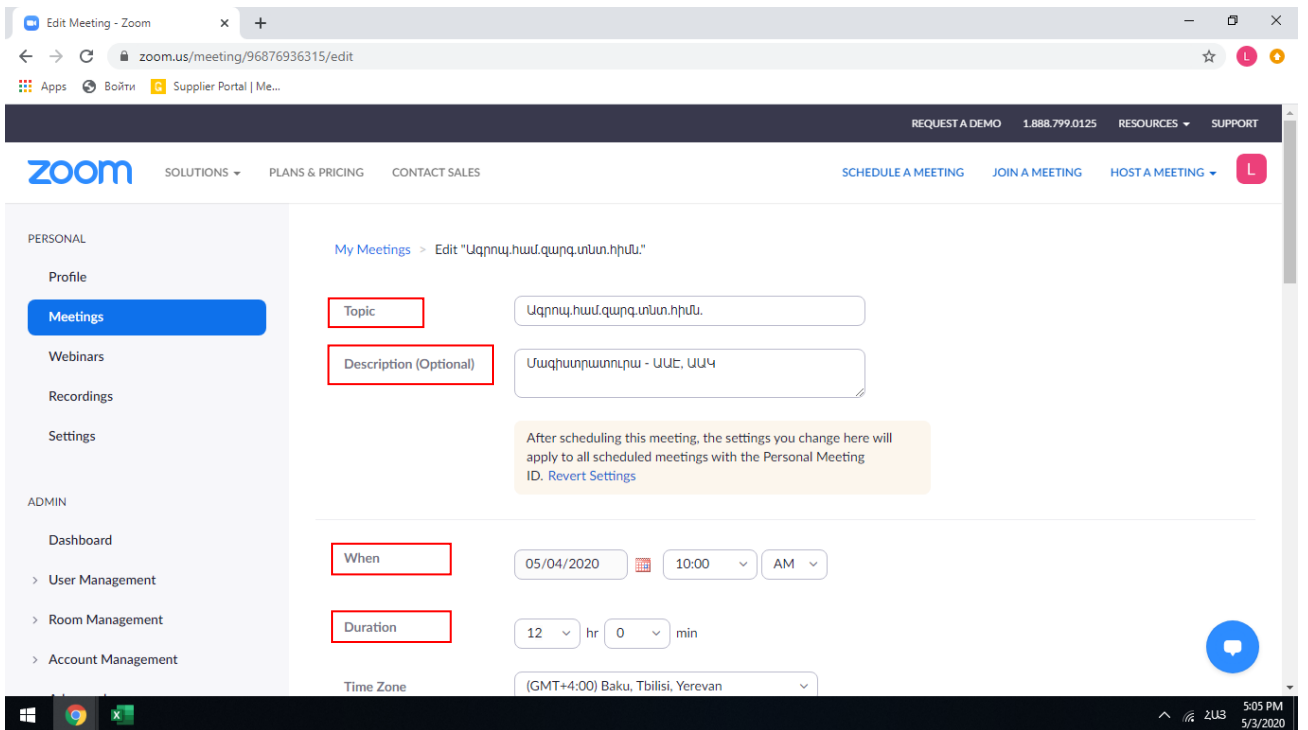 Edit Meeting - Zoom
zoom.us/meeting/96876936315/edit
L
Apps Войти Supplier Portal | Me...
REQUEST A DEMO 1.888.799.0125 RESOURCES SUPPORT
zoom SOLUTIONS PLANS & PRICING CONTACT SALES SCHEDULE A MEETING JOIN A MEETING HOST A MEETING L
PERSONAL
Profile
Meetings
Webinars
Recordings
Settings
ADMIN
Dashboard
User Management
Room Management
Account Management
My Meetings > Edit "Ագրոպ.համ.զարգ.տնտ.հիմն."
Topic Ագրոպ.համ.զարգ.տնտ.հիմն.
Description (Optional) Մագիստրատուրա - ԱԱԷ, ԱԱԿ
After scheduling this meeting, the settings you change here will
apply to all scheduled meetings with the Personal Meeting
ID. Revert Settings
When 05/04/2020 10:00 AM
Duration 12 hr 0 min
Time Zone (GMT+4:00) Baku, Tbilisi, Yerevan
ՀԱՅ 5:05 PM
5/3/2020